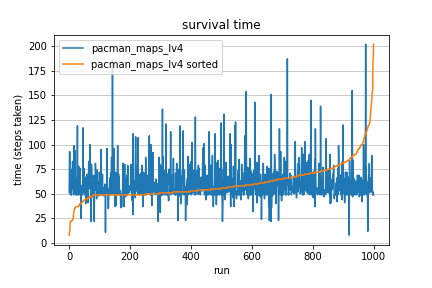 survival time
pacman_maps_lv4
pacman_maps_lv4 sorted
time (steps taken)
200
175
150
125
100
75
50
25
0
0 200 400 600 800 1000
run